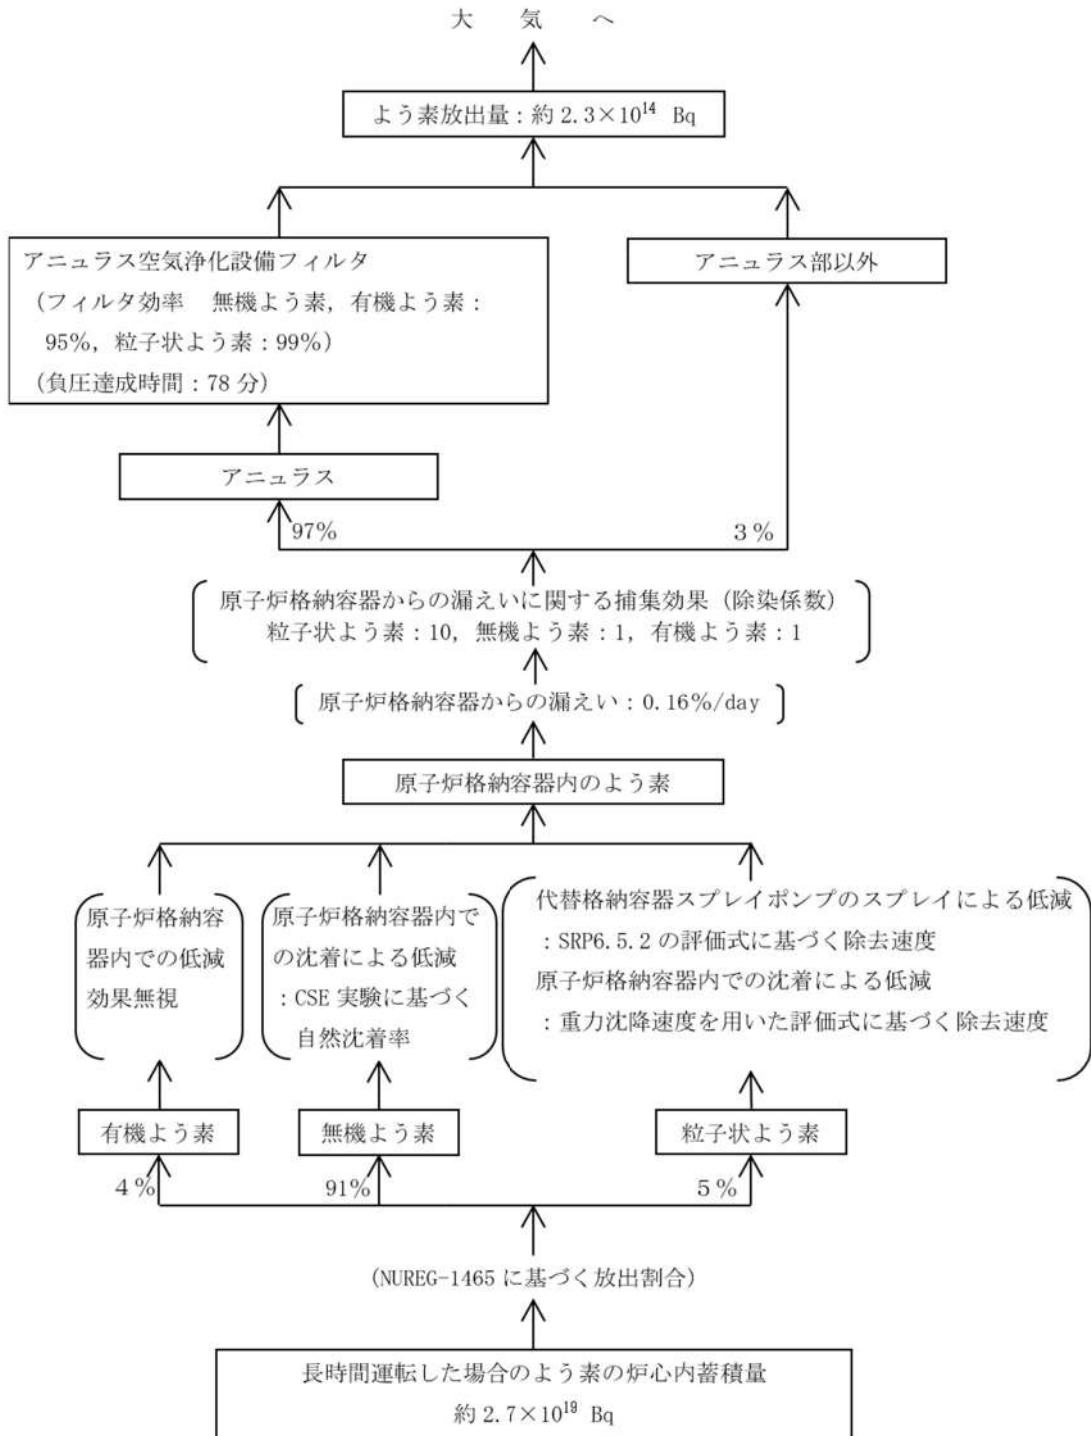 大　気　へ
よう素放出量：約 2.3×10¹⁴ Bq
アニュラス空気浄化設備フィルタ
（フィルタ効率　無機よう素，有機よう素：
95%，粒子状よう素：99%）
（負圧達成時間：78 分）
アニュラス部以外
アニュラス
97%
３％
原子炉格納容器からの漏えいに関する捕集効果（除染係数）
粒子状よう素：10，無機よう素：1，有機よう素：1
原子炉格納容器からの漏えい：0.16%/day
原子炉格納容器内のよう素
原子炉格納容
器内での低減
効果無視
原子炉格納容器内で
の沈着による低減
：CSE 実験に基づく
自然沈着率
代替格納容器スプレイポンプのスプレイによる低減
：SRP6.5.2 の評価式に基づく除去速度
原子炉格納容器内での沈着による低減
：重力沈降速度を用いた評価式に基づく除去速度
有機よう素
無機よう素
粒子状よう素
４％
91%
５％
（NUREG-1465 に基づく放出割合）
長時間運転した場合のよう素の炉心内蓄積量
約 2.7×10¹⁹ Bq